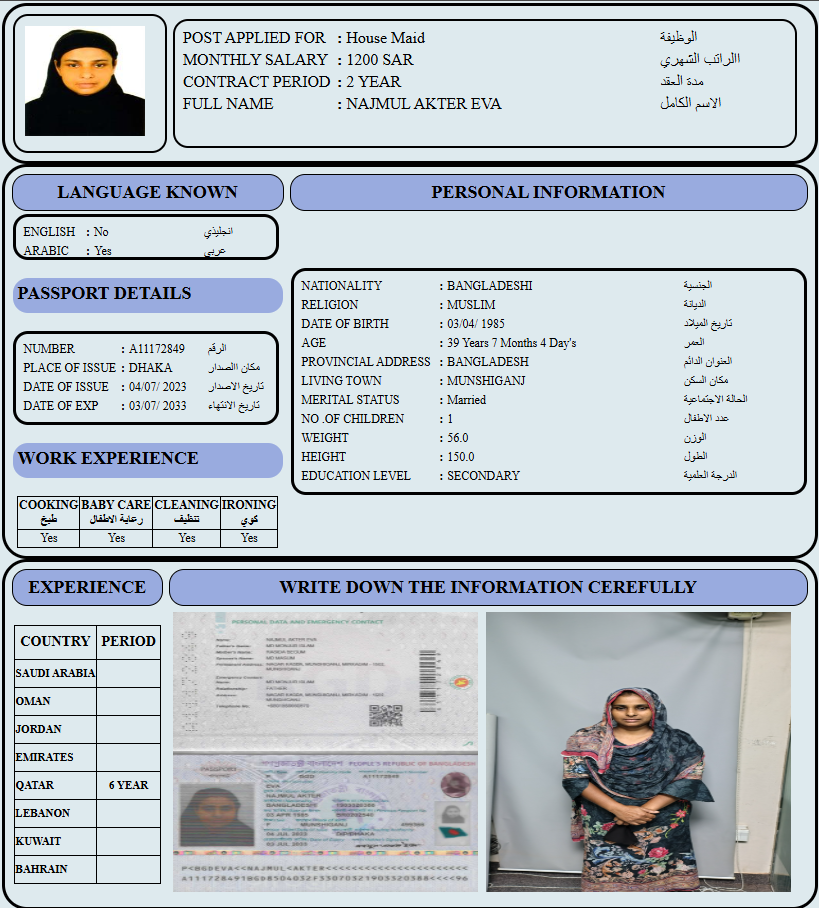 POST APPLIED FOR : House Maid الوظيفة
MONTHLY SALARY : 1200 SAR االراتب الشهري
CONTRACT PERIOD : 2 YEAR مدة العقد
FULL NAME : NAJMUL AKTER EVA الاسم الكامل
LANGUAGE KNOWN
ENGLISH : No انجليذي
ARABIC : Yes عربي
PASSPORT DETAILS
NUMBER : A11172849 الرقم
PLACE OF ISSUE : DHAKA مكان االصدار
DATE OF ISSUE : 04/07/ 2023 تاريخ الاصدار
DATE OF EXP : 03/07/ 2033 تاريخ الانتهاء
WORK EXPERIENCE
COOKING BABY CARE CLEANING IRONING
طبخ رعاية الاطفال تنظيف كوي
Yes Yes Yes Yes
PERSONAL INFORMATION
NATIONALITY : BANGLADESHI الجنسية
RELIGION : MUSLIM الديانة
DATE OF BIRTH : 03/04/ 1985 تاريخ الميلاد
AGE : 39 Years 7 Months 4 Day's العمر
PROVINCIAL ADDRESS : BANGLADESH العنوان الدائم
LIVING TOWN : MUNSHIGANJ مكان السكن
MERITAL STATUS : Married الحالة الاجتماعية
NO .OF CHILDREN : 1 عدد الاطفال
WEIGHT : 56.0 الوزن
HEIGHT : 150.0 الطول
EDUCATION LEVEL : SECONDARY الدرجة العلمية
EXPERIENCE
COUNTRY PERIOD
SAUDI ARABIA
OMAN
JORDAN
EMIRATES
QATAR 6 YEAR
LEBANON
KUWAIT
BAHRAIN
WRITE DOWN THE INFORMATION CEREFULLY
PERSONAL DATA AND EMERGENCY CONTACT
NAJMUL AKTER EVA
PASSPORT
PEOPLE'S REPUBLIC OF BANGLADESH
P BGD A11172849
EVA
NAJMUL AKTER
BANGLADESHI
03 APR 1985
F MUNSHIGANJ
04 JUL 2023 DIP/DHAKA
03 JUL 2033
P<BGDEVA<<NAJMUL<AKTER<<<<<<<<<<<<<<<<<<<<<<